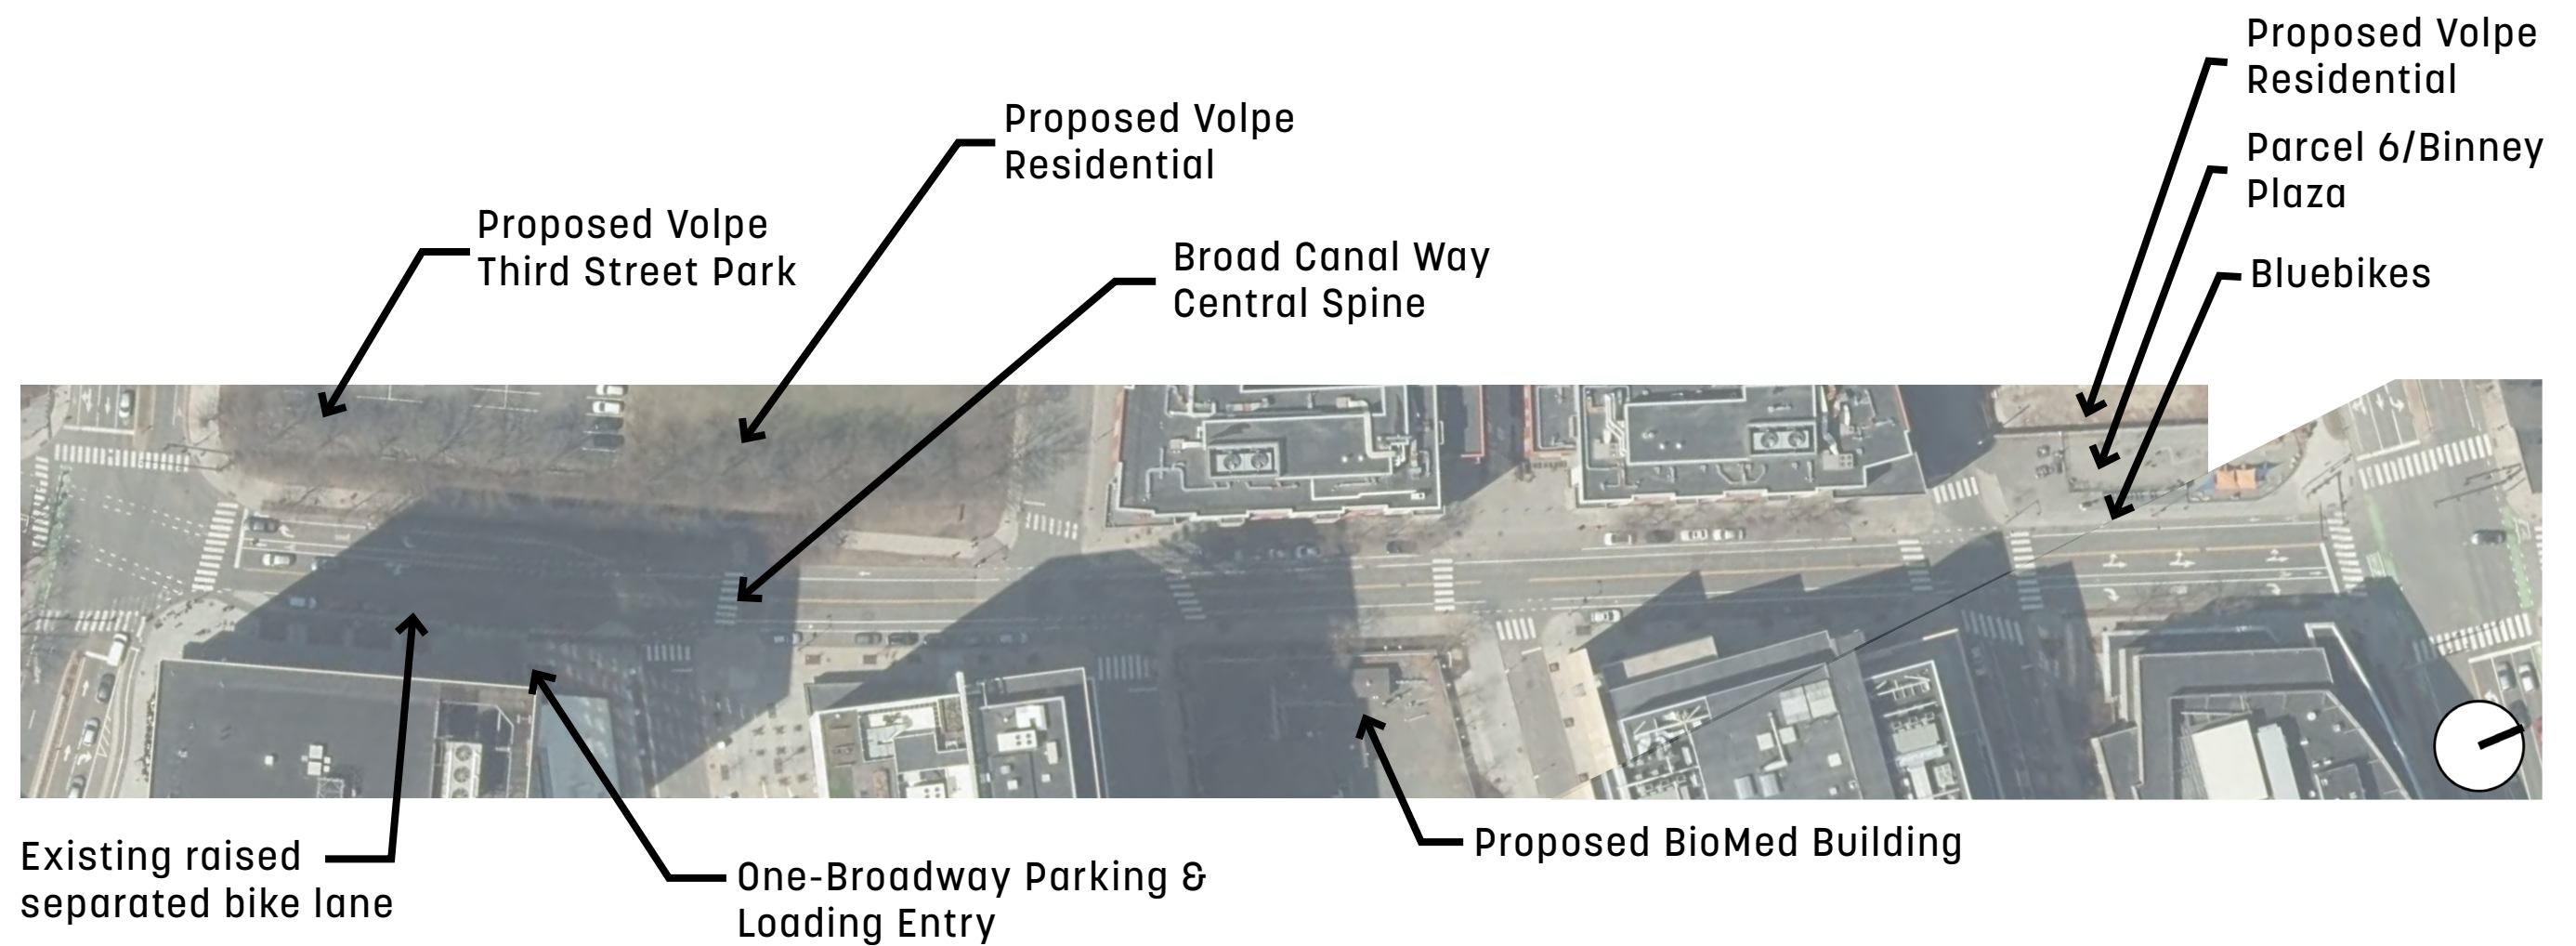 Proposed Volpe
Residential
Parcel 6/Binney
Plaza
Bluebikes
Proposed Volpe
Residential
Proposed Volpe
Third Street Park
Broad Canal Way
Central Spine
Existing raised
separated bike lane
One-Broadway Parking &
Loading Entry
Proposed BioMed Building